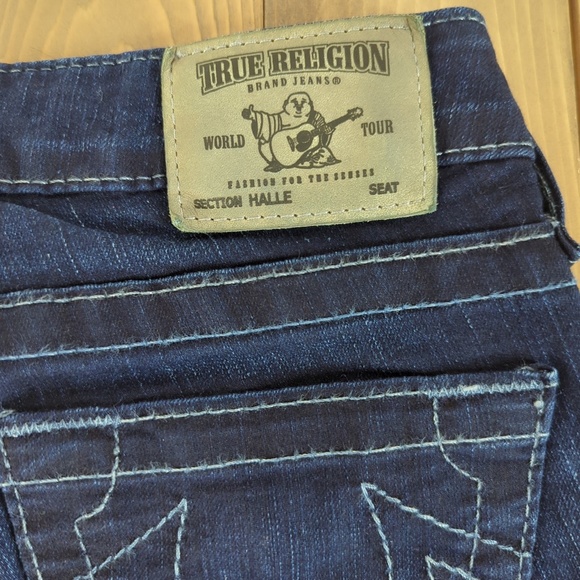 TRUE RELIGION
BRAND JEANS®
WORLD TOUR
FASHION FOR THE SENSES
SECTION HALLE SEAT